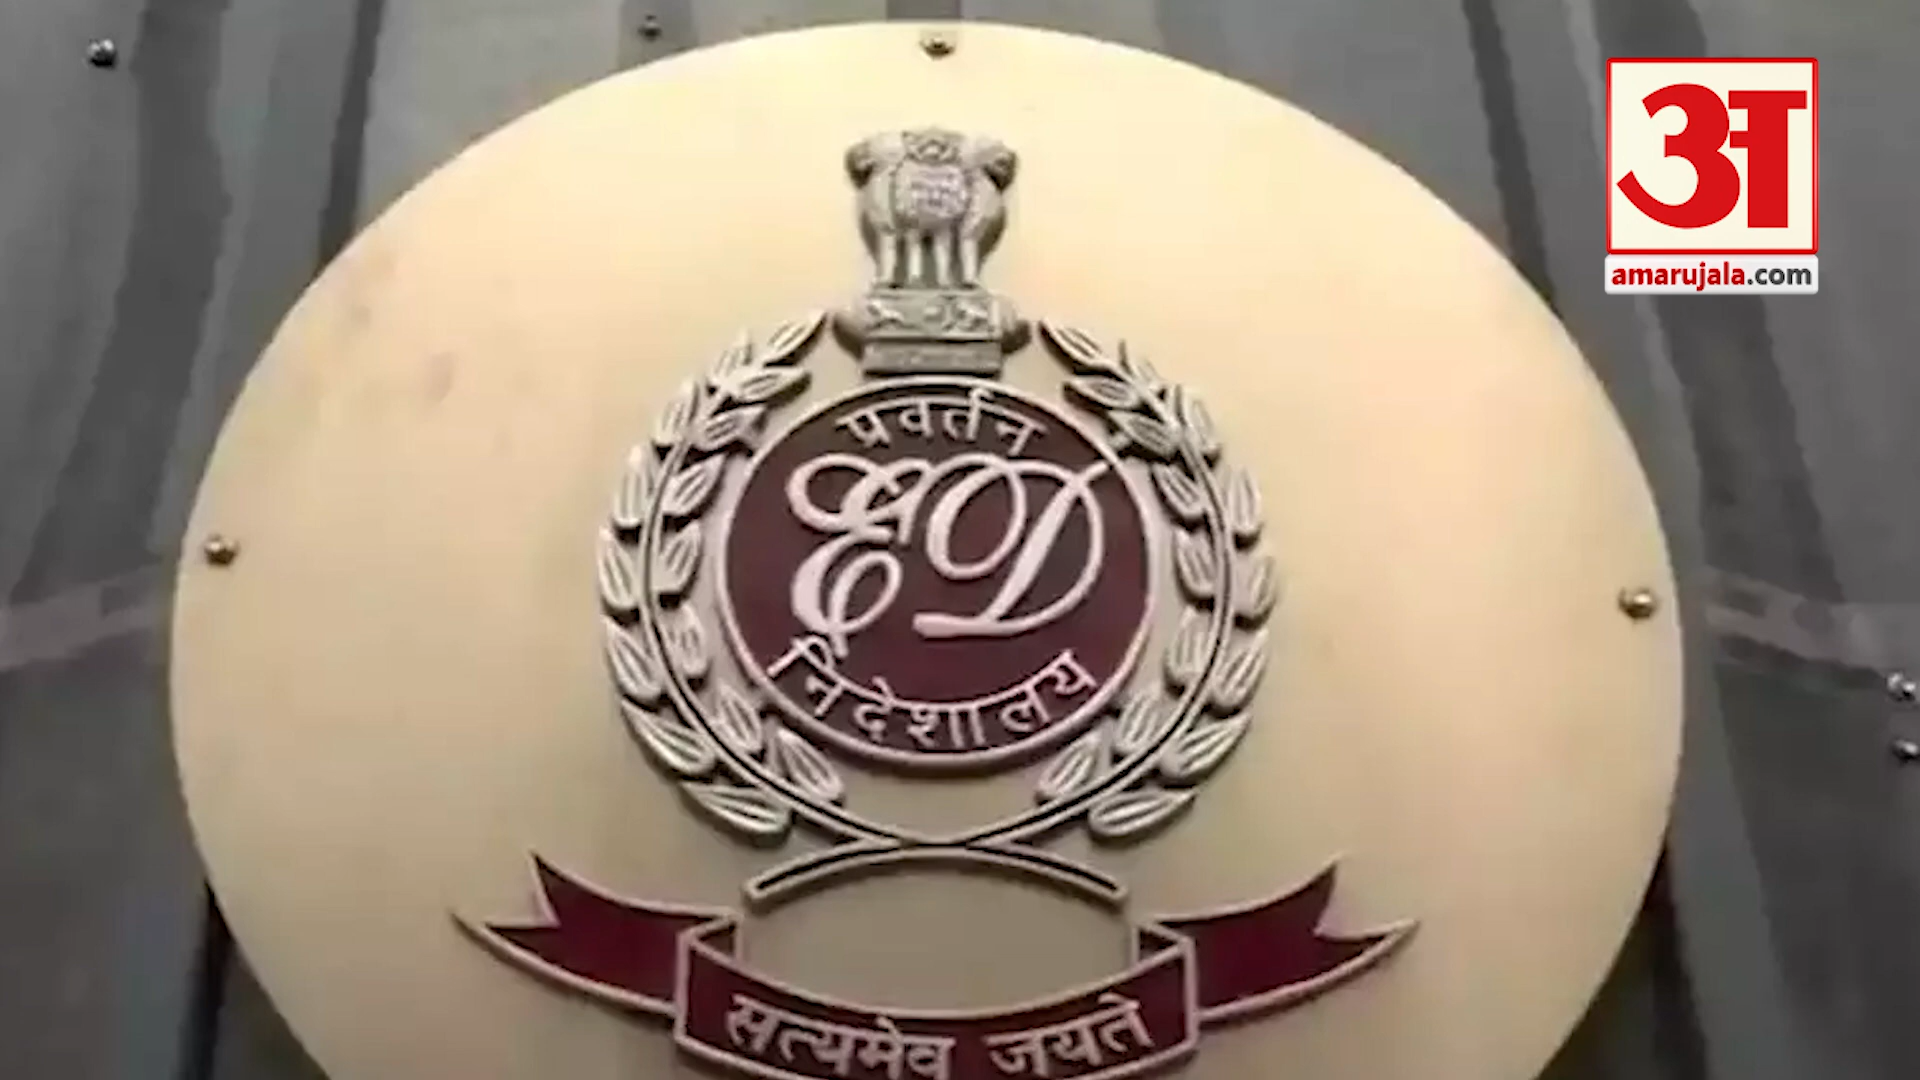 प्रवर्तन
ED
निदेशालय
सत्यमेव जयते
अ
amarujala.com